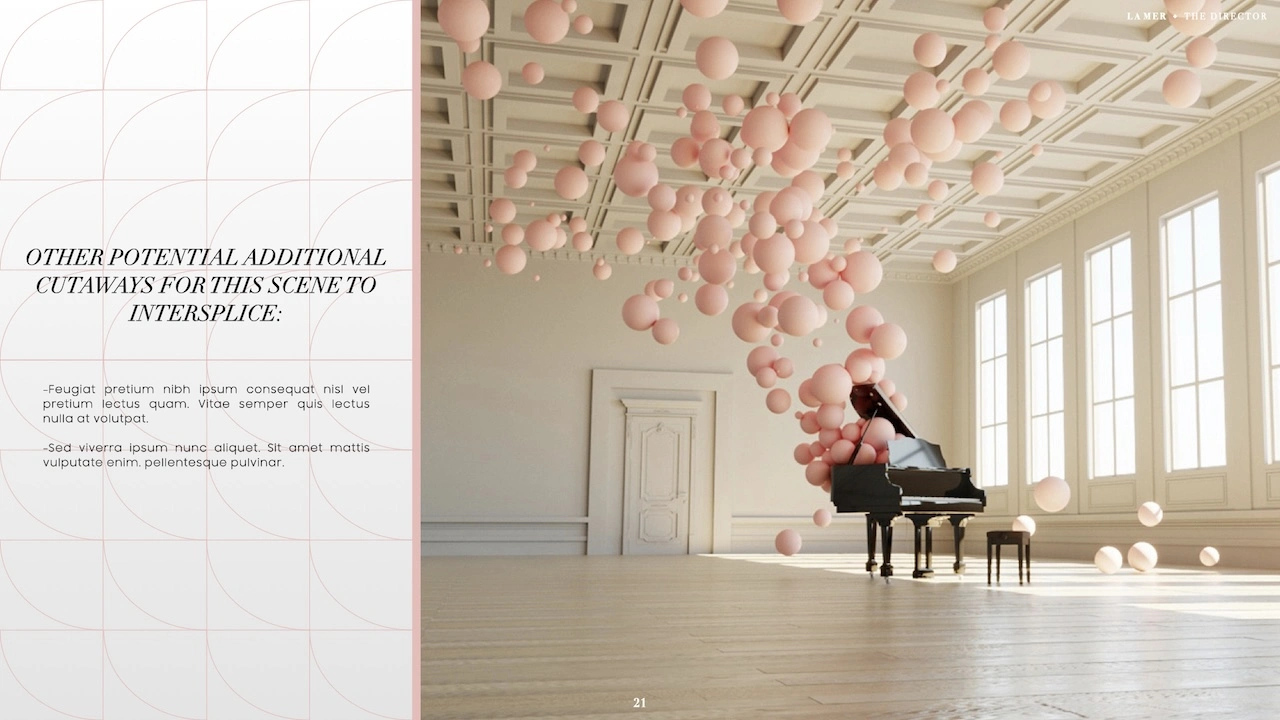 LAMER • THE DIRECTOR
OTHER POTENTIAL ADDITIONAL
CUTAWAYS FOR THIS SCENE TO
INTERSPLICE:
-Feugiat pretium nibh ipsum consequat nisl vel
pretium lectus quam. Vitae semper quis lectus
nulla at volutpat.
-Sed viverra ipsum nunc aliquet. Sit amet mattis
vulputate enim. pellentesque pulvinar.
21